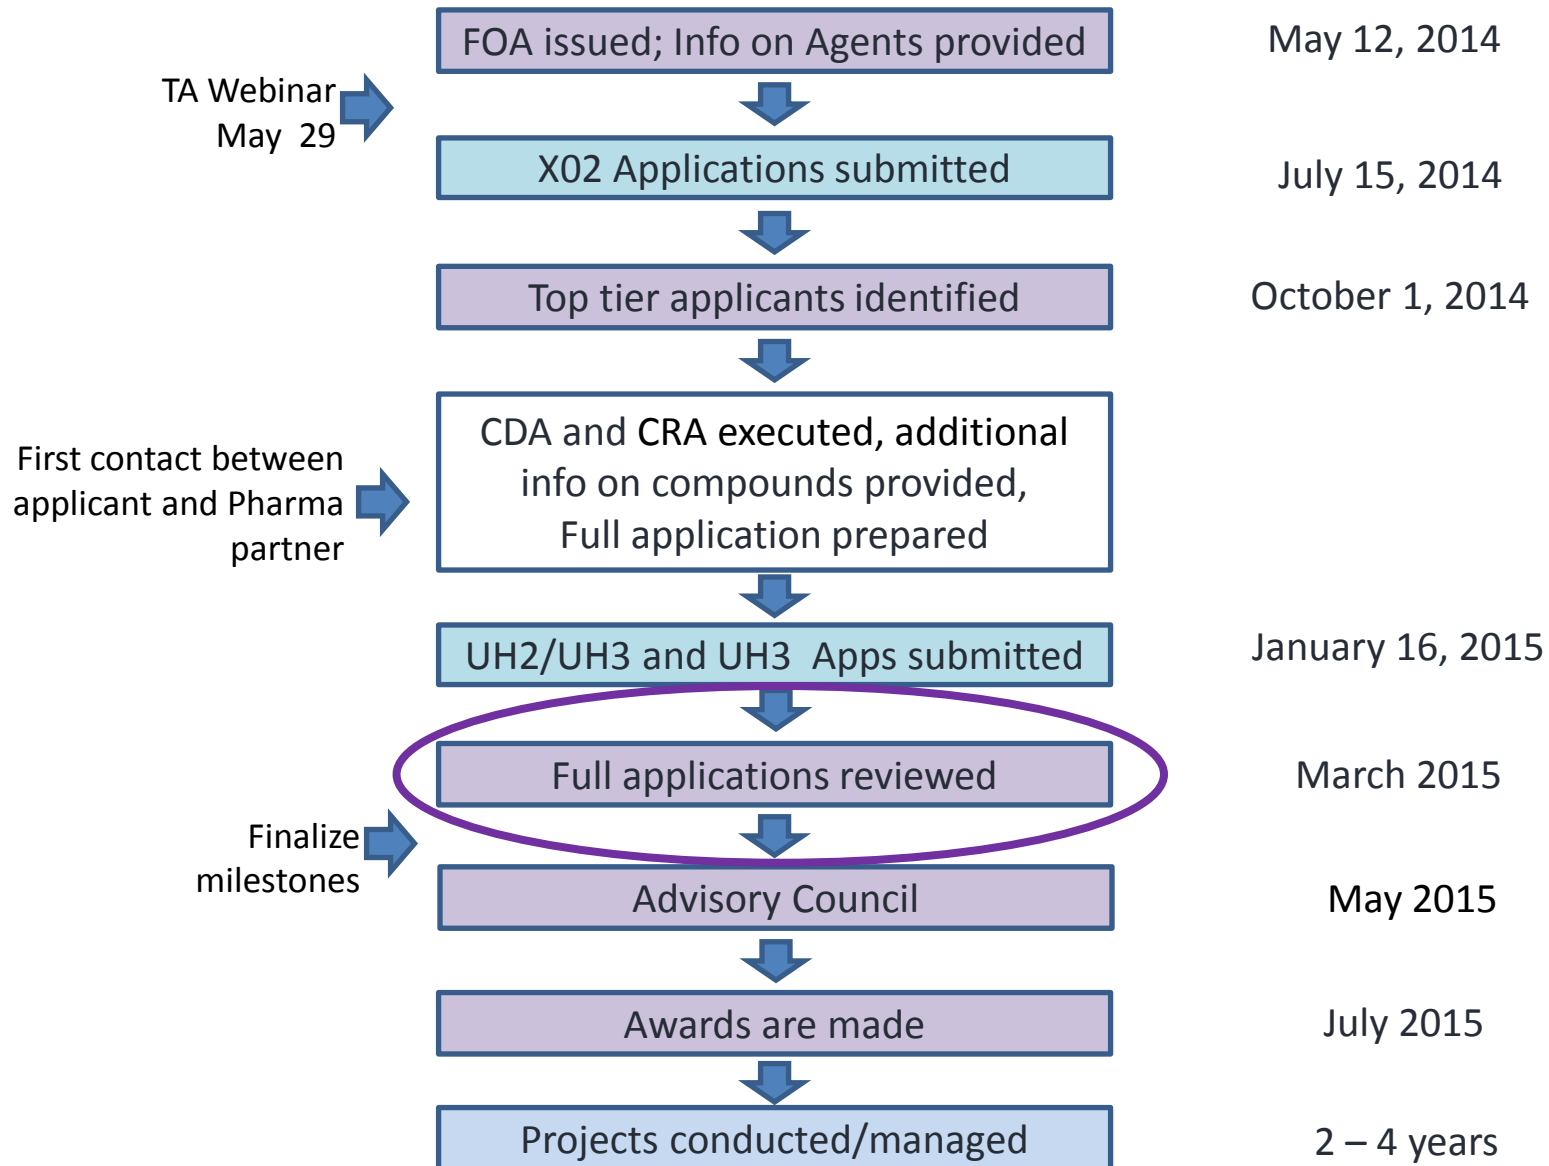 FOA issued; Info on Agents provided
May 12, 2014
TA Webinar
May 29
X02 Applications submitted
July 15, 2014
Top tier applicants identified
October 1, 2014
First contact between
applicant and Pharma
partner
CDA and CRA executed, additional
info on compounds provided,
Full application prepared
UH2/UH3 and UH3 Apps submitted
January 16, 2015
Full applications reviewed
March 2015
Finalize
milestones
Advisory Council
May 2015
Awards are made
July 2015
Projects conducted/managed
2 – 4 years